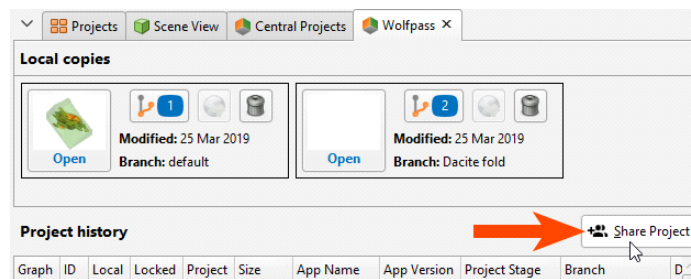 Projects Scene View Central Projects Wolfpass
Local copies
1 2
Modified: 25 Mar 2019 Modified: 25 Mar 2019
Open Branch: default Open Branch: Dacite fold
Project history Share Project
Graph ID Local Locked Project Size App Name App Version Project Stage Branch D